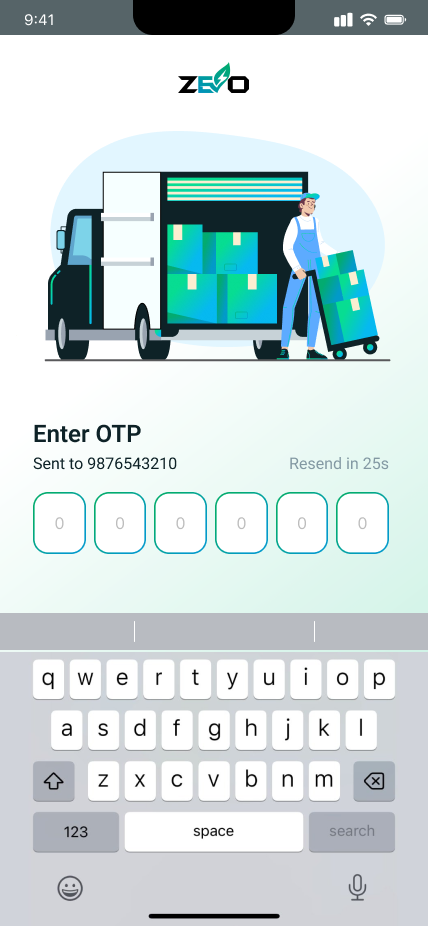 9:41
ZEVO
Enter OTP
Sent to 9876543210 Resend in 25s
0 0 0 0 0 0
q w e r t y u i o p
a s d f g h j k l
z x c v b n m
123 space search